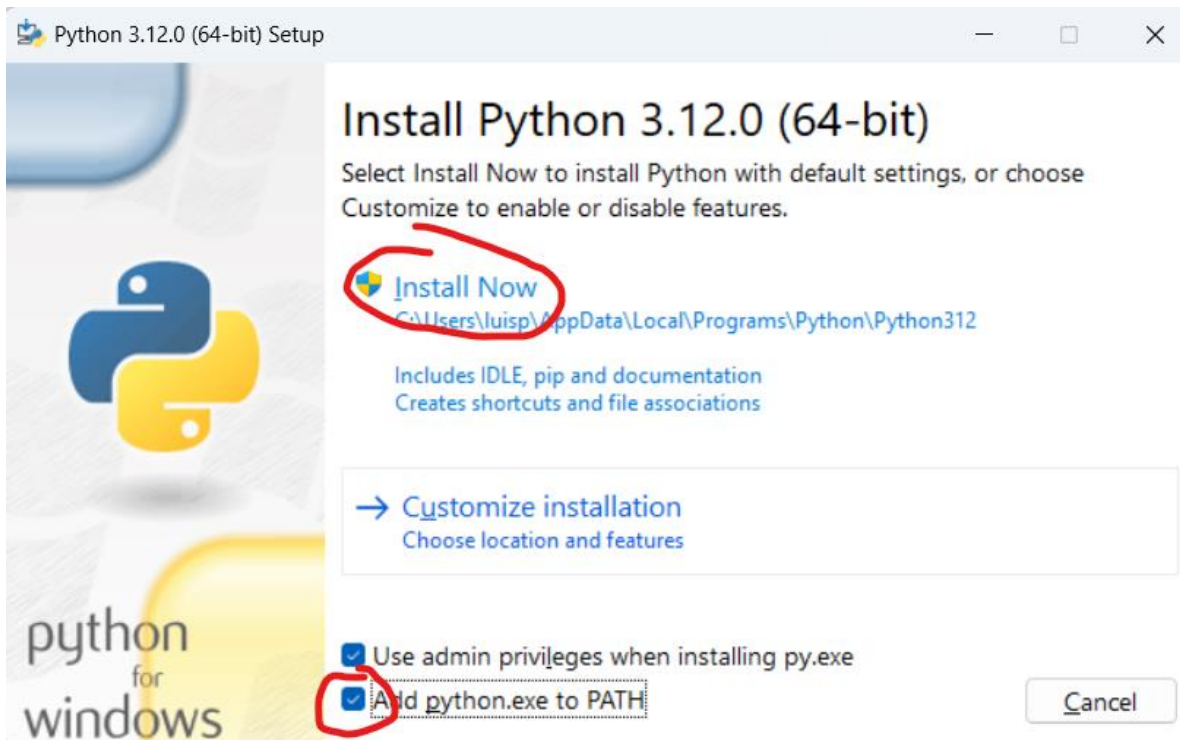 Python 3.12.0 (64-bit) Setup
Install Python 3.12.0 (64-bit)
Select Install Now to install Python with default settings, or choose
Customize to enable or disable features.
Install Now
C:\Users\luisp\AppData\Local\Programs\Python\Python312
Includes IDLE, pip and documentation
Creates shortcuts and file associations
Customize installation
Choose location and features
python
for
windows
Use admin privileges when installing py.exe
Add python.exe to PATH
Cancel